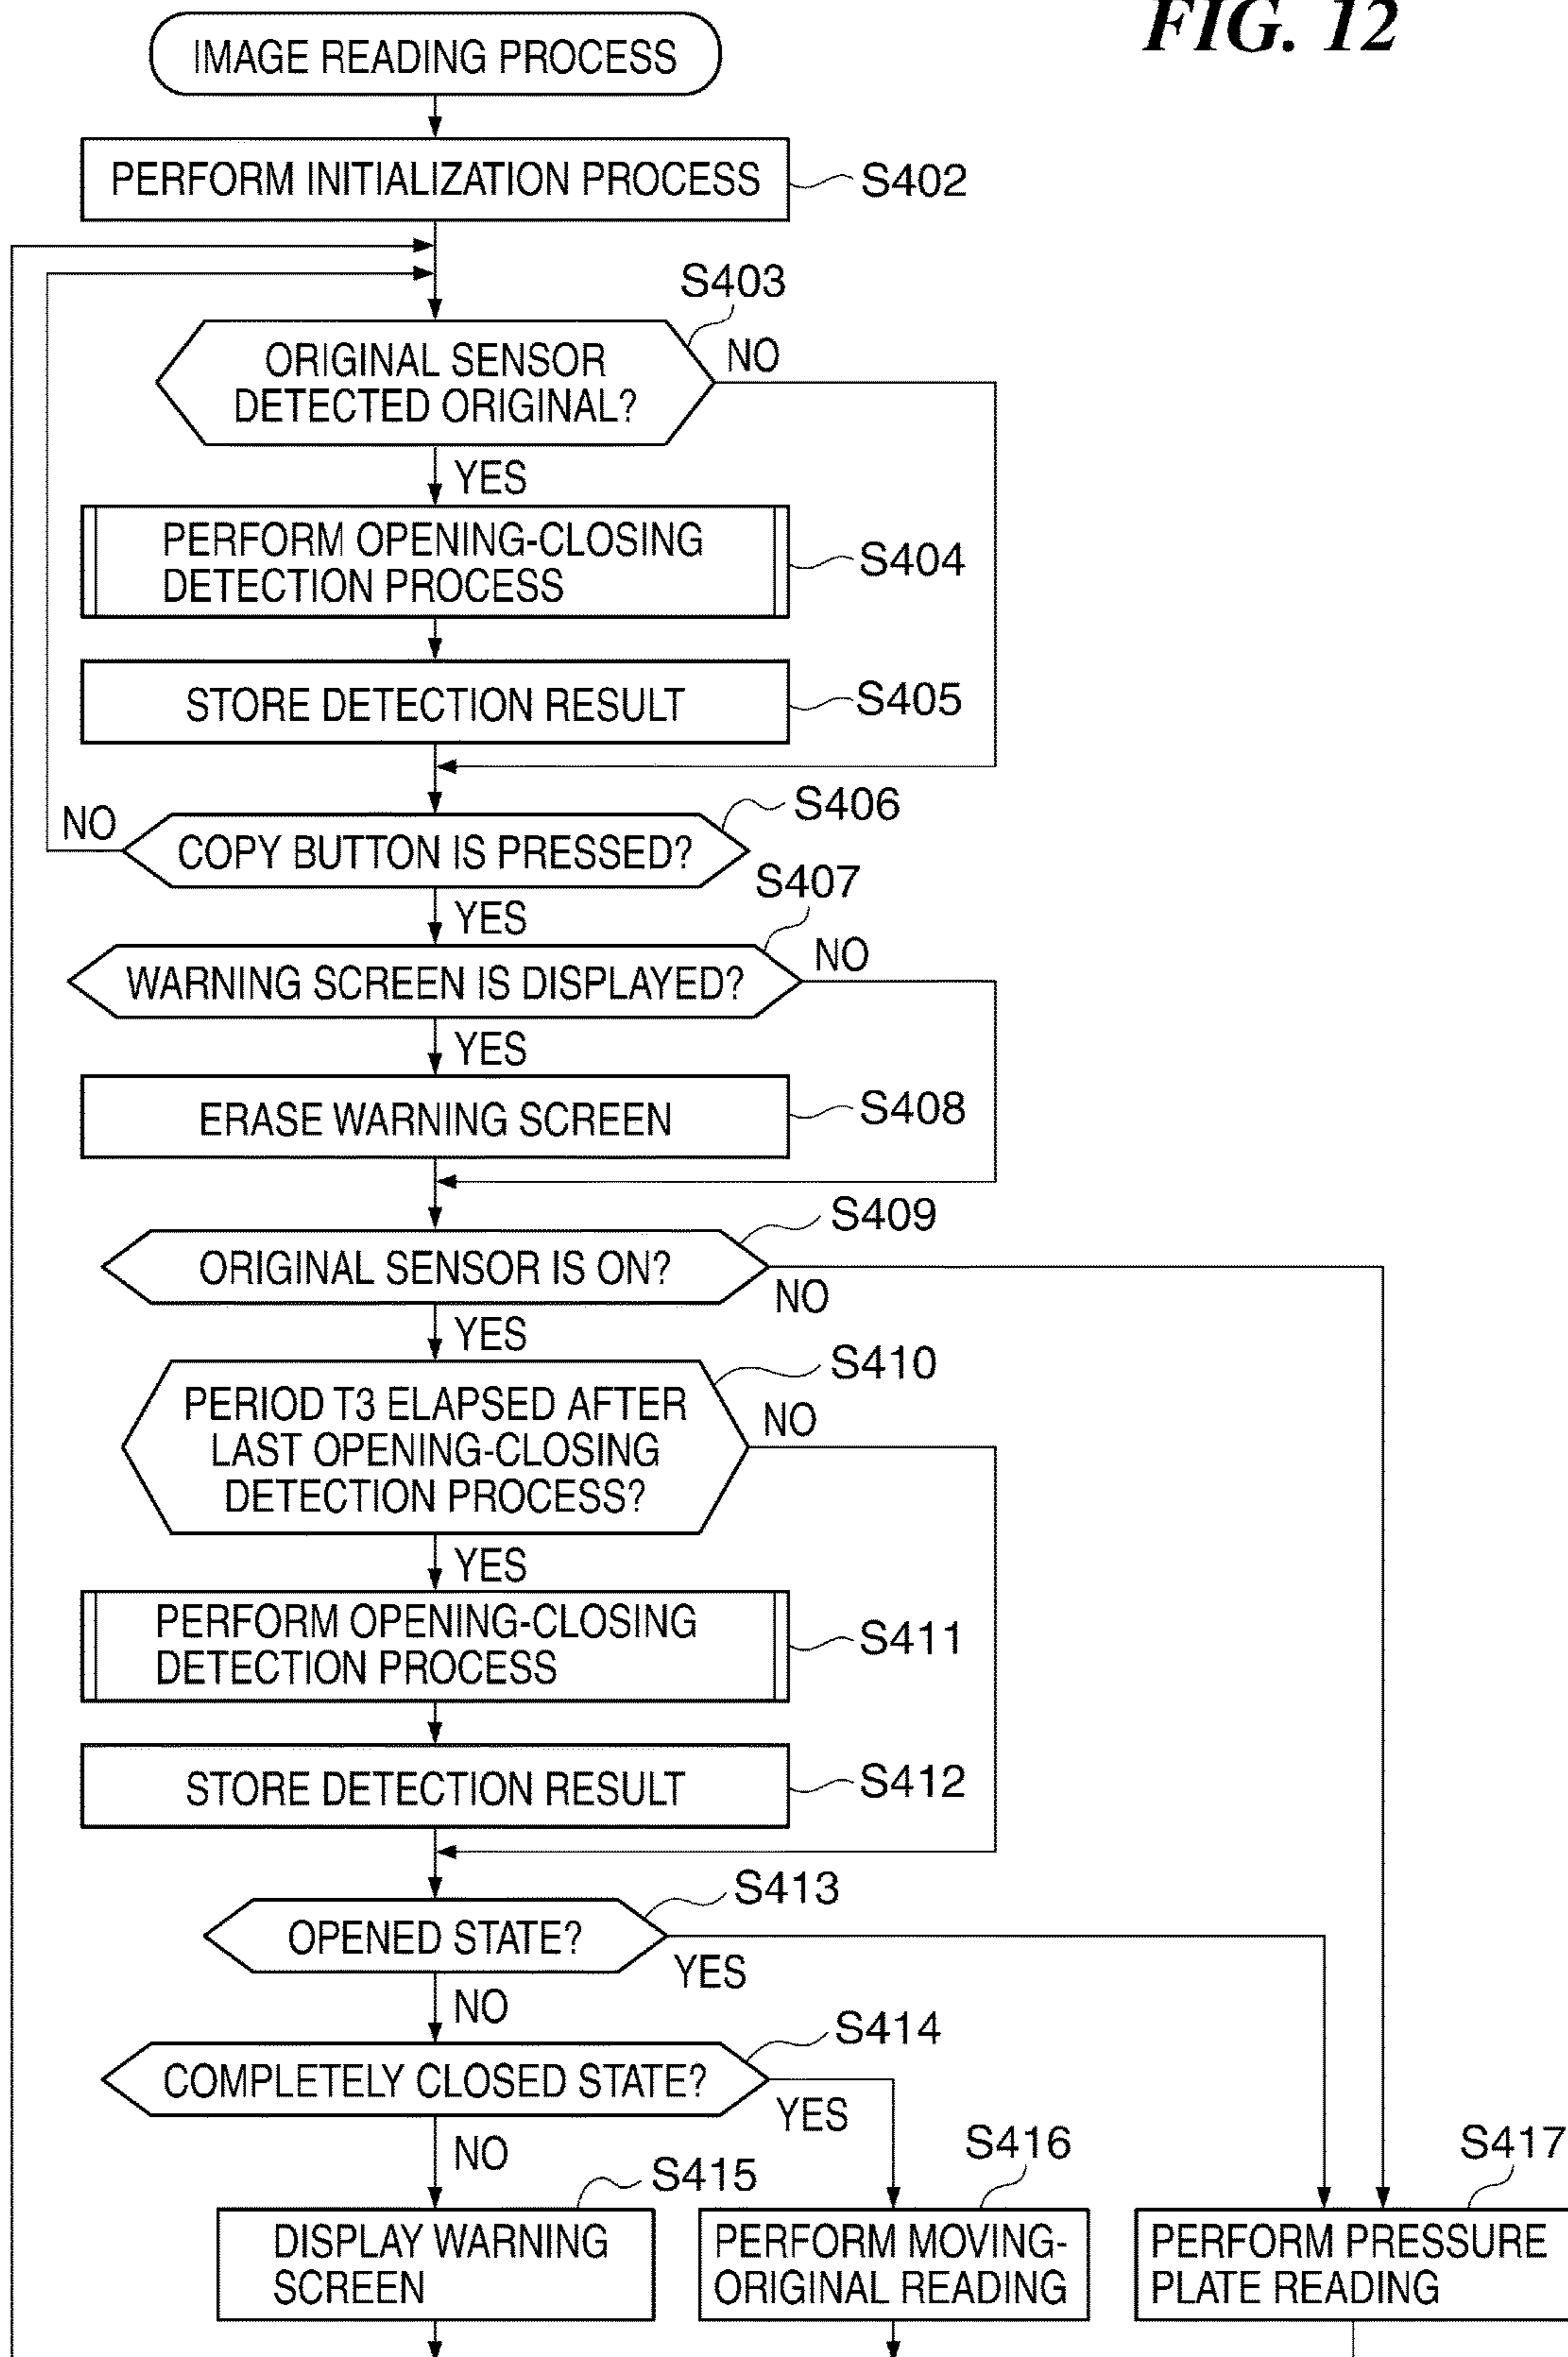 FIG. 12
IMAGE READING PROCESS
PERFORM INITIALIZATION PROCESS
S402
S403
ORIGINAL SENSOR
DETECTED ORIGINAL?
NO
YES
PERFORM OPENING-CLOSING
DETECTION PROCESS
S404
STORE DETECTION RESULT
S405
S406
NO
COPY BUTTON IS PRESSED?
YES
S407
WARNING SCREEN IS DISPLAYED?
NO
YES
ERASE WARNING SCREEN
S408
S409
ORIGINAL SENSOR IS ON?
NO
YES
S410
PERIOD T3 ELAPSED AFTER
LAST OPENING-CLOSING
DETECTION PROCESS?
NO
YES
PERFORM OPENING-CLOSING
DETECTION PROCESS
S411
STORE DETECTION RESULT
S412
S413
OPENED STATE?
YES
NO
S414
COMPLETELY CLOSED STATE?
YES
NO
S415
S416
S417
DISPLAY WARNING
SCREEN
PERFORM MOVING-
ORIGINAL READING
PERFORM PRESSURE
PLATE READING